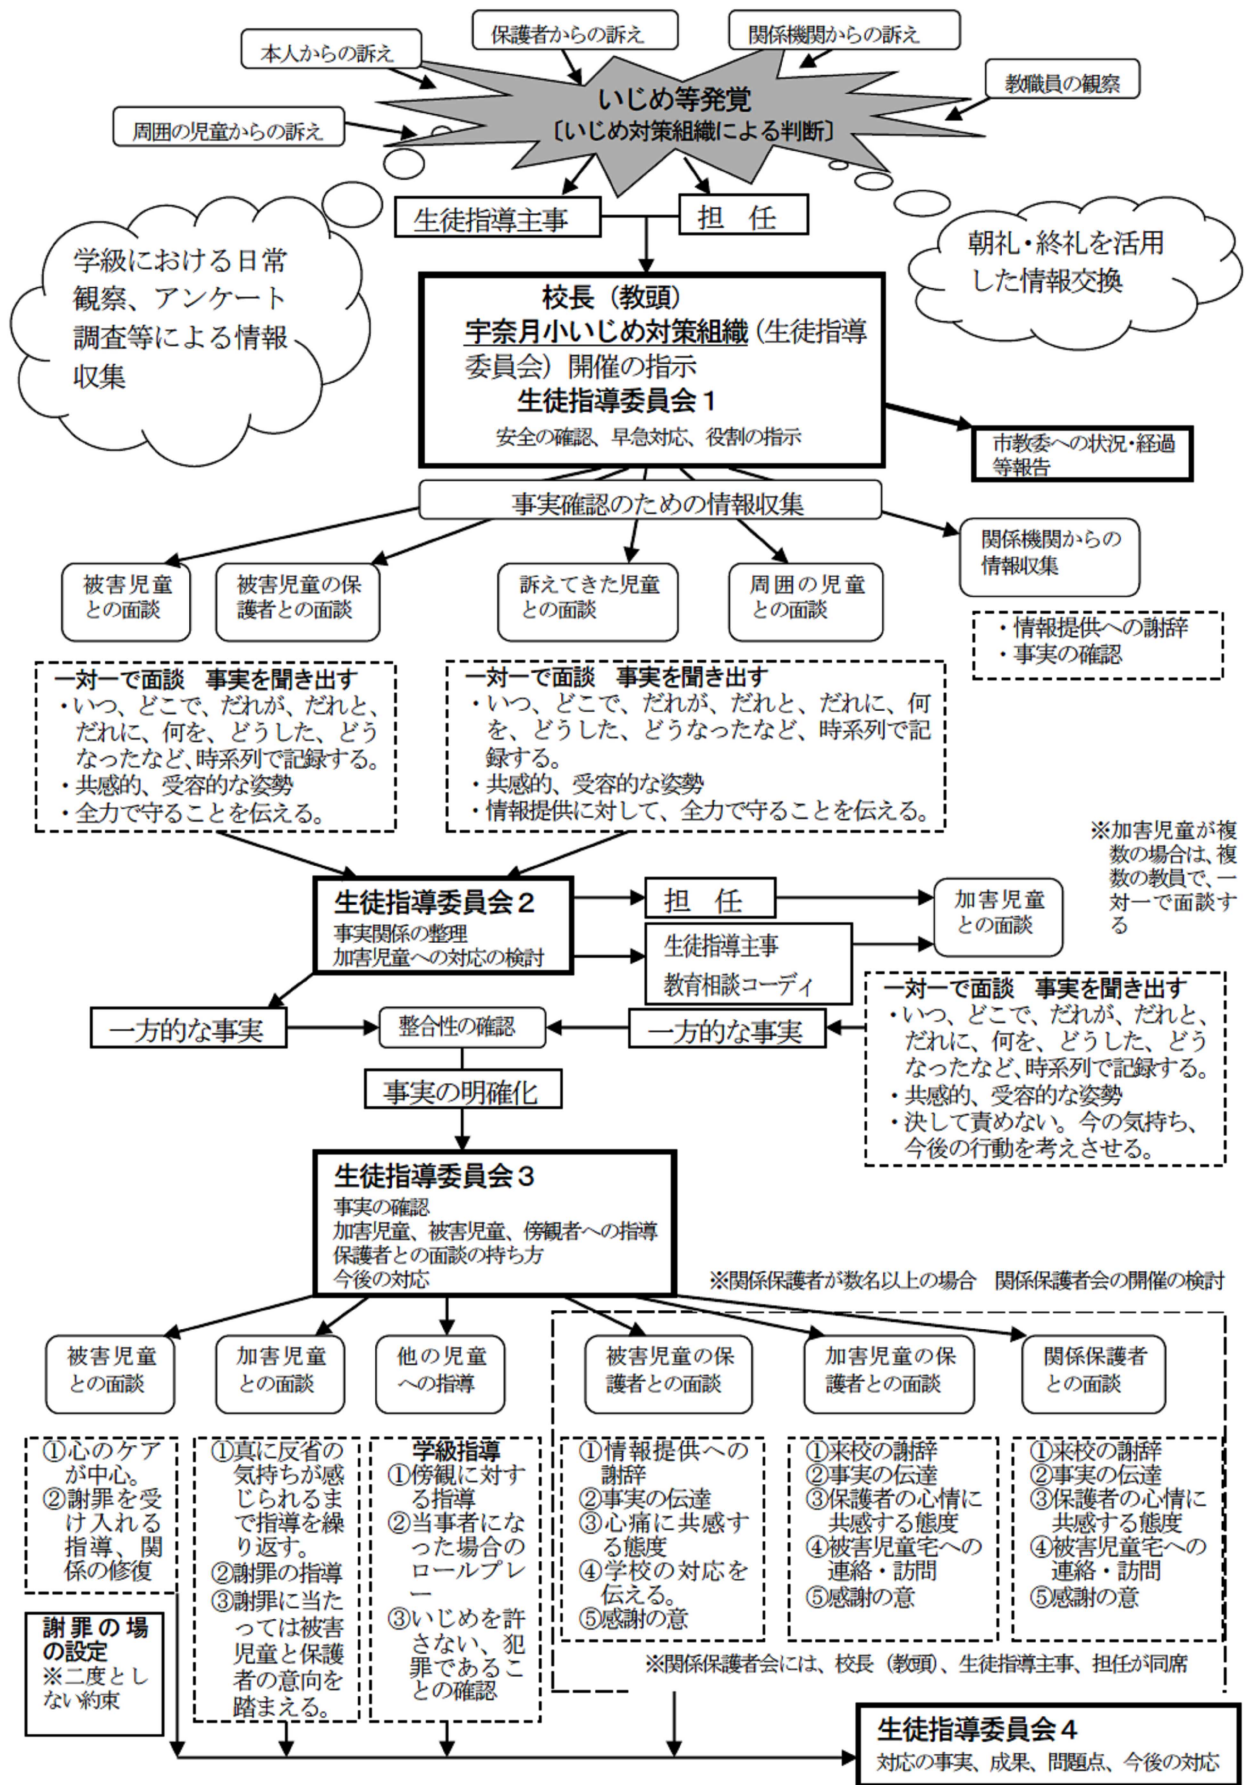 保護者からの訴え
関係機関からの訴え
本人からの訴え
教職員の観察
周囲の児童からの訴え
いじめ等発覚
〔いじめ対策組織による判断〕
生徒指導主事
担　任
学級における日常
観察、アンケート
調査等による情報
収集
朝礼・終礼を活用
した情報交換
校長（教頭）
宇奈月小いじめ対策組織（生徒指導
委員会）開催の指示
生徒指導委員会１
安全の確認、早急対応、役割の指示
市教委への状況・経過
等報告
事実確認のための情報収集
関係機関からの
情報収集
被害児童
との面談
被害児童の保
護者との面談
訴えてきた児童
との面談
周囲の児童
との面談
・情報提供への謝辞
・事実の確認
一対一で面談　事実を聞き出す
・いつ、どこで、だれが、だれと、
だれに、何を、どうした、どう
なったなど、時系列で記録する。
・共感的、受容的な姿勢
・全力で守ることを伝える。
一対一で面談　事実を聞き出す
・いつ、どこで、だれが、だれと、だれに、何
を、どうした、どうなったなど、時系列で記
録する。
・共感的、受容的な姿勢
・情報提供に対して、全力で守ることを伝える。
※加害児童が複
数の場合は、複
数の教員で、一
対一で面談す
る
生徒指導委員会２
事実関係の整理
加害児童への対応の検討
担　任
生徒指導主事
教育相談コーディ
加害児童
との面談
一対一で面談　事実を聞き出す
・いつ、どこで、だれが、だれと、
だれに、何を、どうした、どう
なったなど、時系列で記録する。
・共感的、受容的な姿勢
・決して責めない。今の気持ち、
今後の行動を考えさせる。
一方的な事実
整合性の確認
一方的な事実
事実の明確化
生徒指導委員会３
事実の確認
加害児童、被害児童、傍観者への指導
保護者との面談の持ち方
今後の対応
※関係保護者が数名以上の場合　関係保護者会の開催の検討
被害児童
との面談
加害児童
との面談
他の児童
への指導
被害児童の保
護者との面談
加害児童の保
護者との面談
関係保護者
との面談
①心のケア
が中心。
②謝罪を受
け入れる
指導、関
係の修復
①真に反省の
気持ちが感
じられるま
で指導を繰
り返す。
②謝罪の指導
③謝罪に当た
っては被害
児童と保護
者の意向を
踏まえる。
学級指導
①傍観に対す
る指導
②当事者にな
った場合の
ロールプレ
ー
③いじめを許
さない、犯
罪であるこ
との確認
①情報提供への
謝辞
②事実の伝達
③心痛に共感す
る態度
④学校の対応を
伝える。
⑤感謝の意
①来校の謝辞
②事実の伝達
③保護者の心情に
共感する態度
④被害児童宅への
連絡・訪問
⑤感謝の意
①来校の謝辞
②事実の伝達
③保護者の心情に
共感する態度
④被害児童宅への
連絡・訪問
⑤感謝の意
謝罪の場
の設定
※二度とし
ない約束
※関係保護者会には、校長（教頭）、生徒指導主事、担任が同席
生徒指導委員会４
対応の事実、成果、問題点、今後の対応